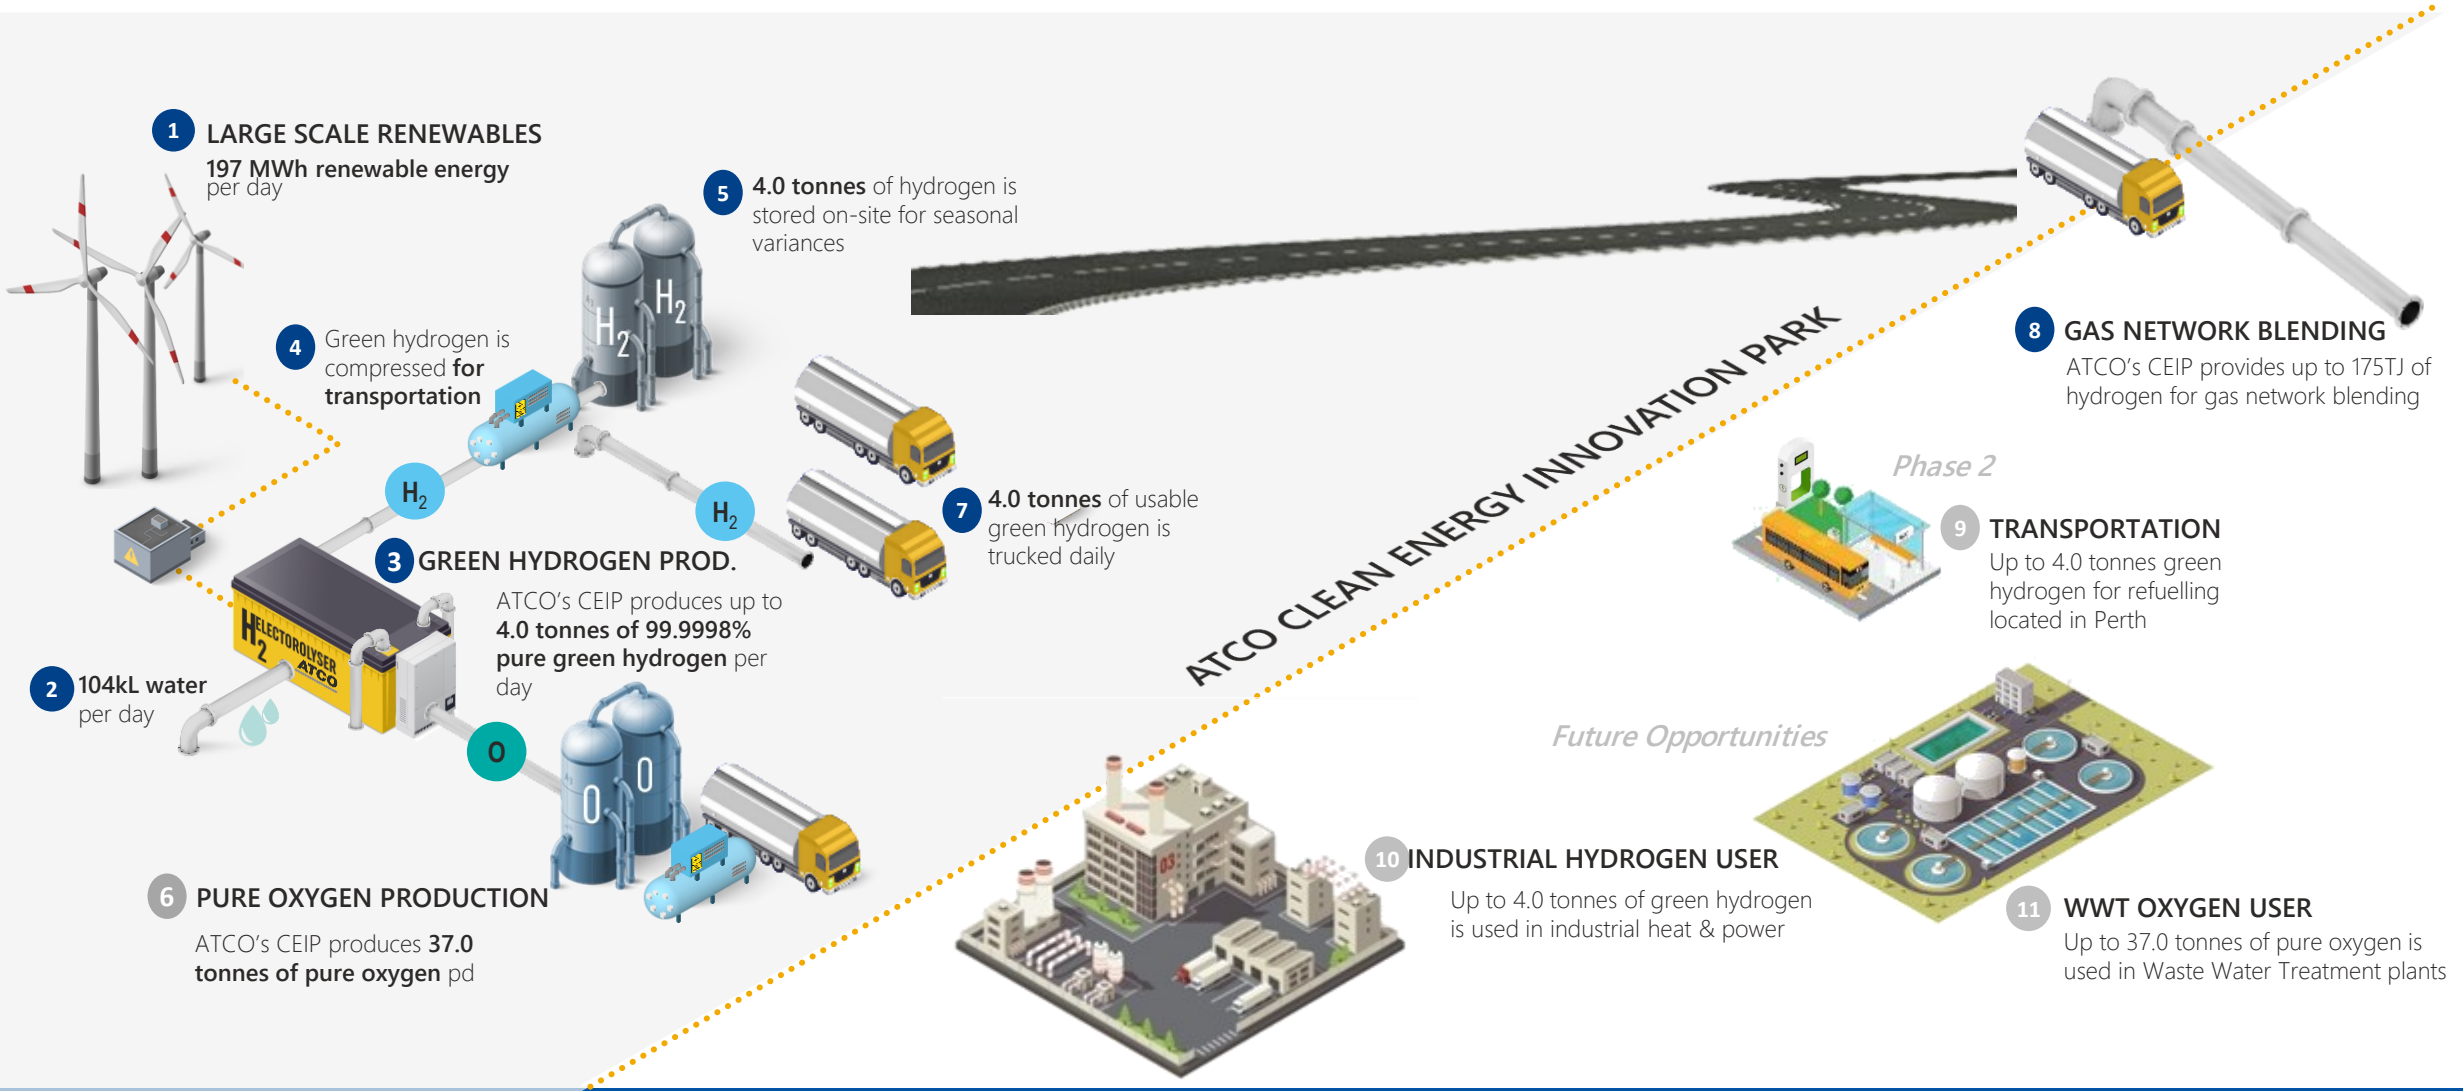 1
LARGE SCALE RENEWABLES
197 MWh renewable energy
per day
5
4.0 tonnes of hydrogen is
stored on-site for seasonal
variances
4
Green hydrogen is
compressed for
transportation
H2
H2
H2
H2
7
4.0 tonnes of usable
green hydrogen is
trucked daily
3
GREEN HYDROGEN PROD.
ATCO's CEIP produces up to
4.0 tonnes of 99.9998%
pure green hydrogen per
day
H2 ELECTOROLYSER
ATCO
2
104kL water
per day
O
O
O
6
PURE OXYGEN PRODUCTION
ATCO's CEIP produces 37.0
tonnes of pure oxygen pd
ATCO CLEAN ENERGY INNOVATION PARK
8
GAS NETWORK BLENDING
ATCO's CEIP provides up to 175TJ of
hydrogen for gas network blending
Phase 2
9
TRANSPORTATION
Up to 4.0 tonnes green
hydrogen for refuelling
located in Perth
Future Opportunities
03
10
INDUSTRIAL HYDROGEN USER
Up to 4.0 tonnes of green hydrogen
is used in industrial heat & power
11
WWT OXYGEN USER
Up to 37.0 tonnes of pure oxygen is
used in Waste Water Treatment plants